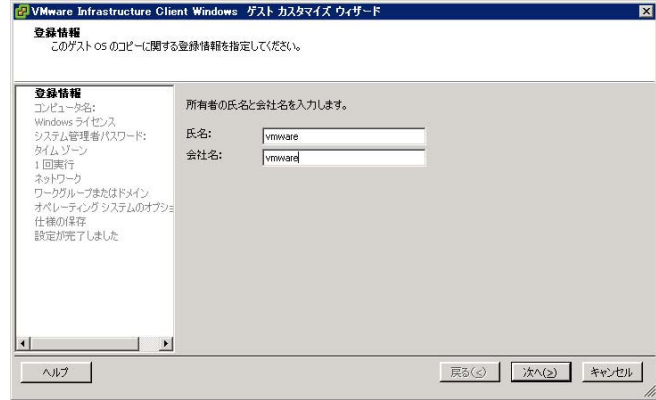 VMware Infrastructure Client Windows ゲスト カスタマイズ ウィザード
登録情報
このゲスト OS のコピーに関する登録情報を指定してください。
登録情報
コンピュータ名:
Windows ライセンス
システム管理者パスワード:
タイム ゾーン
1 回実行
ネットワーク
ワークグループまたはドメイン
オペレーティング システムのオプショ
仕様の保存
設定が完了しました
所有者の氏名と会社名を入力します。
氏名: vmware
会社名: vmware
ヘルプ 戻る(<) 次へ(>) キャンセル